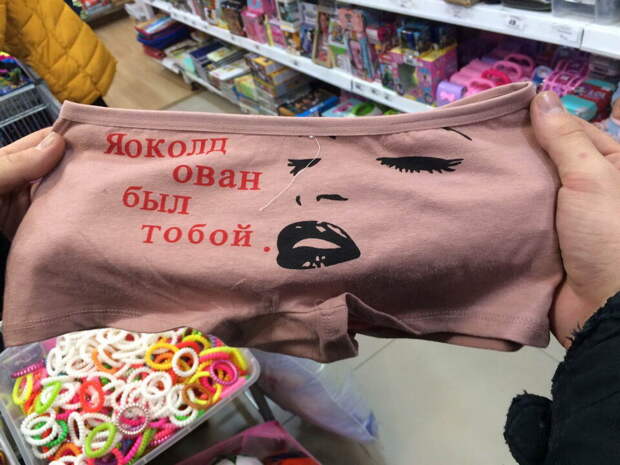 Яоколд
ован
был
тобой.